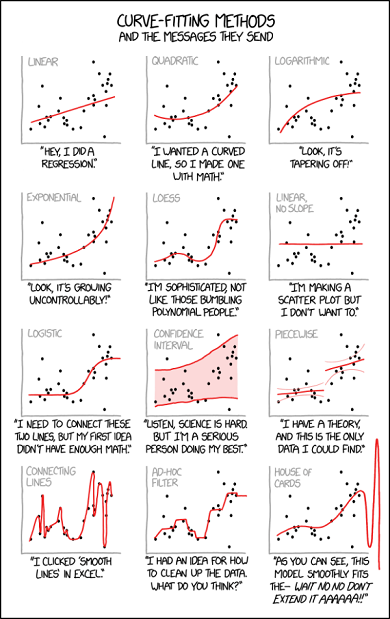 CURVE-FITTING METHODS
AND THE MESSAGES THEY SEND
LINEAR
"HEY, I DID A
REGRESSION."
QUADRATIC
"I WANTED A CURVED
LINE, SO I MADE ONE
WITH MATH."
LOGARITHMIC
"LOOK, IT'S
TAPERING OFF!"
EXPONENTIAL
"LOOK, IT'S GROWING
UNCONTROLLABLY!"
LOESS
"I'M SOPHISTICATED, NOT
LIKE THOSE BUMBLING
POLYNOMIAL PEOPLE."
LINEAR,
NO SLOPE
"I'M MAKING A
SCATTER PLOT BUT
I DON'T WANT TO."
LOGISTIC
"I NEED TO CONNECT THESE
TWO LINES, BUT MY FIRST IDEA
DIDN'T HAVE ENOUGH MATH."
CONFIDENCE
INTERVAL
"LISTEN, SCIENCE IS HARD.
BUT I'M A SERIOUS
PERSON DOING MY BEST."
PIECEWISE
"I HAVE A THEORY,
AND THIS IS THE ONLY
DATA I COULD FIND."
CONNECTING
LINES
"I CLICKED 'SMOOTH
LINES' IN EXCEL."
AD-HOC
FILTER
"I HAD AN IDEA FOR HOW
TO CLEAN UP THE DATA.
WHAT DO YOU THINK?"
HOUSE OF
CARDS
"AS YOU CAN SEE, THIS
MODEL SMOOTHLY FITS
THE- WAIT NO NO DON'T
EXTEND IT AAAAAA!!"